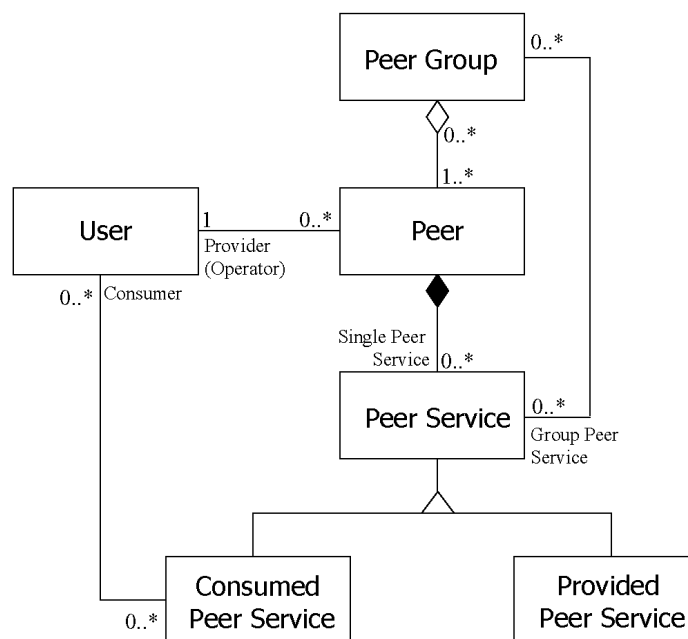 Peer Group
0..*
0..*
1..*
User
1
Provider
(Operator)
0..*
Peer
0..*
Consumer
Single Peer
Service
0..*
Peer Service
0..*
Group Peer
Service
Consumed
Peer Service
0..*
Provided
Peer Service